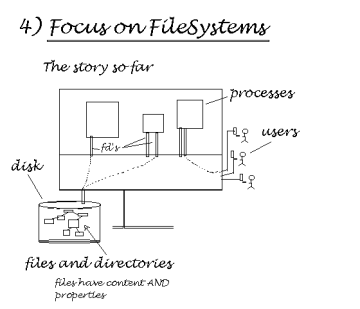 4) Focus on FileSystems
The story so far
processes
fd's
users
disk
files and directories
files have content AND
properties